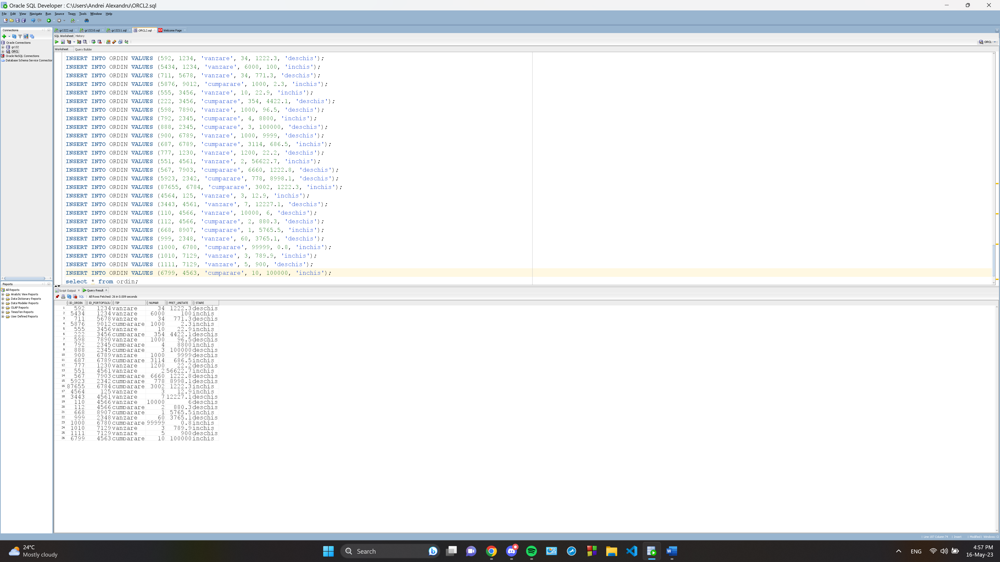 Oracle SQL Developer : C:\Users\Andrei Alexandru\ORCL2.sql
File Edit View Navigate Run Source Team Tools Window Help
Connections
Oracle Connections
gr132
ORCL
Oracle NoSQL Connections
Database Schema Service Connection
gr1322.sql gr13210.sql gr13211.sql ORCL2.sql Welcome Page
SQL Worksheet History
ORCL
Worksheet Query Builder
INSERT INTO ORDIN VALUES (592, 1234, 'vanzare', 34, 1222.3, 'deschis');
INSERT INTO ORDIN VALUES (5434, 1234, 'vanzare', 6000, 100, 'inchis');
INSERT INTO ORDIN VALUES (711, 5678, 'vanzare', 34, 771.3, 'deschis');
INSERT INTO ORDIN VALUES (5876, 9012, 'cumparare', 1000, 2.3, 'inchis');
INSERT INTO ORDIN VALUES (555, 3456, 'vanzare', 10, 22.9, 'inchis');
INSERT INTO ORDIN VALUES (222, 3456, 'cumparare', 354, 4422.1, 'deschis');
INSERT INTO ORDIN VALUES (598, 7890, 'vanzare', 1000, 96.5, 'deschis');
INSERT INTO ORDIN VALUES (792, 2345, 'cumparare', 4, 8800, 'inchis');
INSERT INTO ORDIN VALUES (888, 2345, 'cumparare', 3, 100000, 'deschis');
INSERT INTO ORDIN VALUES (900, 6789, 'vanzare', 1000, 9999, 'deschis');
INSERT INTO ORDIN VALUES (687, 6789, 'cumparare', 3114, 686.5, 'inchis');
INSERT INTO ORDIN VALUES (777, 1230, 'vanzare', 1200, 22.2, 'deschis');
INSERT INTO ORDIN VALUES (551, 4561, 'vanzare', 2, 56622.7, 'inchis');
INSERT INTO ORDIN VALUES (567, 7903, 'cumparare', 6660, 1222.8, 'deschis');
INSERT INTO ORDIN VALUES (5923, 2342, 'cumparare', 778, 8998.1, 'deschis');
INSERT INTO ORDIN VALUES (87655, 6784, 'cumparare', 3002, 1222.3, 'inchis');
INSERT INTO ORDIN VALUES (4564, 125, 'vanzare', 3, 12.9, 'inchis');
INSERT INTO ORDIN VALUES (3443, 4561, 'vanzare', 7, 12227.1, 'deschis');
INSERT INTO ORDIN VALUES (110, 4566, 'vanzare', 10000, 6, 'deschis');
INSERT INTO ORDIN VALUES (112, 4566, 'cumparare', 2, 880.3, 'deschis');
INSERT INTO ORDIN VALUES (668, 8907, 'cumparare', 1, 5765.5, 'inchis');
INSERT INTO ORDIN VALUES (999, 2348, 'vanzare', 60, 3765.1, 'deschis');
INSERT INTO ORDIN VALUES (1000, 6780, 'cumparare', 99999, 0.8, 'inchis');
INSERT INTO ORDIN VALUES (1010, 7129, 'vanzare', 3, 789.9, 'inchis');
INSERT INTO ORDIN VALUES (1111, 7129, 'vanzare', 5, 900, 'deschis');
INSERT INTO ORDIN VALUES (6799, 4563, 'cumparare', 10, 100000, 'inchis');
select * from ordin;
Reports
All Reports
Analytic View Reports
Data Dictionary Reports
Data Modeler Reports
OLAP Reports
TimesTen Reports
User Defined Reports
Script Output Query Result
SQL All Rows Fetched: 26 in 0.009 seconds
ID_ORDIN ID_PORTOFOLIU TIP NUMAR PRET_UNITATE STARE
1 592 1234 vanzare 34 1222.3 deschis
2 5434 1234 vanzare 6000 100 inchis
3 711 5678 vanzare 34 771.3 deschis
4 5876 9012 cumparare 1000 2.3 inchis
5 555 3456 vanzare 10 22.9 inchis
6 222 3456 cumparare 354 4422.1 deschis
7 598 7890 vanzare 1000 96.5 deschis
8 792 2345 cumparare 4 8800 inchis
9 888 2345 cumparare 3 100000 deschis
10 900 6789 vanzare 1000 9999 deschis
11 687 6789 cumparare 3114 686.5 inchis
12 777 1230 vanzare 1200 22.2 deschis
13 551 4561 vanzare 2 56622.7 inchis
14 567 7903 cumparare 6660 1222.8 deschis
15 5923 2342 cumparare 778 8998.1 deschis
16 87655 6784 cumparare 3002 1222.3 inchis
17 4564 125 vanzare 3 12.9 inchis
18 3443 4561 vanzare 7 12227.1 deschis
19 110 4566 vanzare 10000 6 deschis
20 112 4566 cumparare 2 880.3 deschis
21 668 8907 cumparare 1 5765.5 inchis
22 999 2348 vanzare 60 3765.1 deschis
23 1000 6780 cumparare 99999 0.8 inchis
24 1010 7129 vanzare 3 789.9 inchis
25 1111 7129 vanzare 5 900 deschis
26 6799 4563 cumparare 10 100000 inchis
Line 187 Column 74 Insert Modified Windows: C
24°C
Mostly cloudy
Search
ENG
4:57 PM
16-May-23